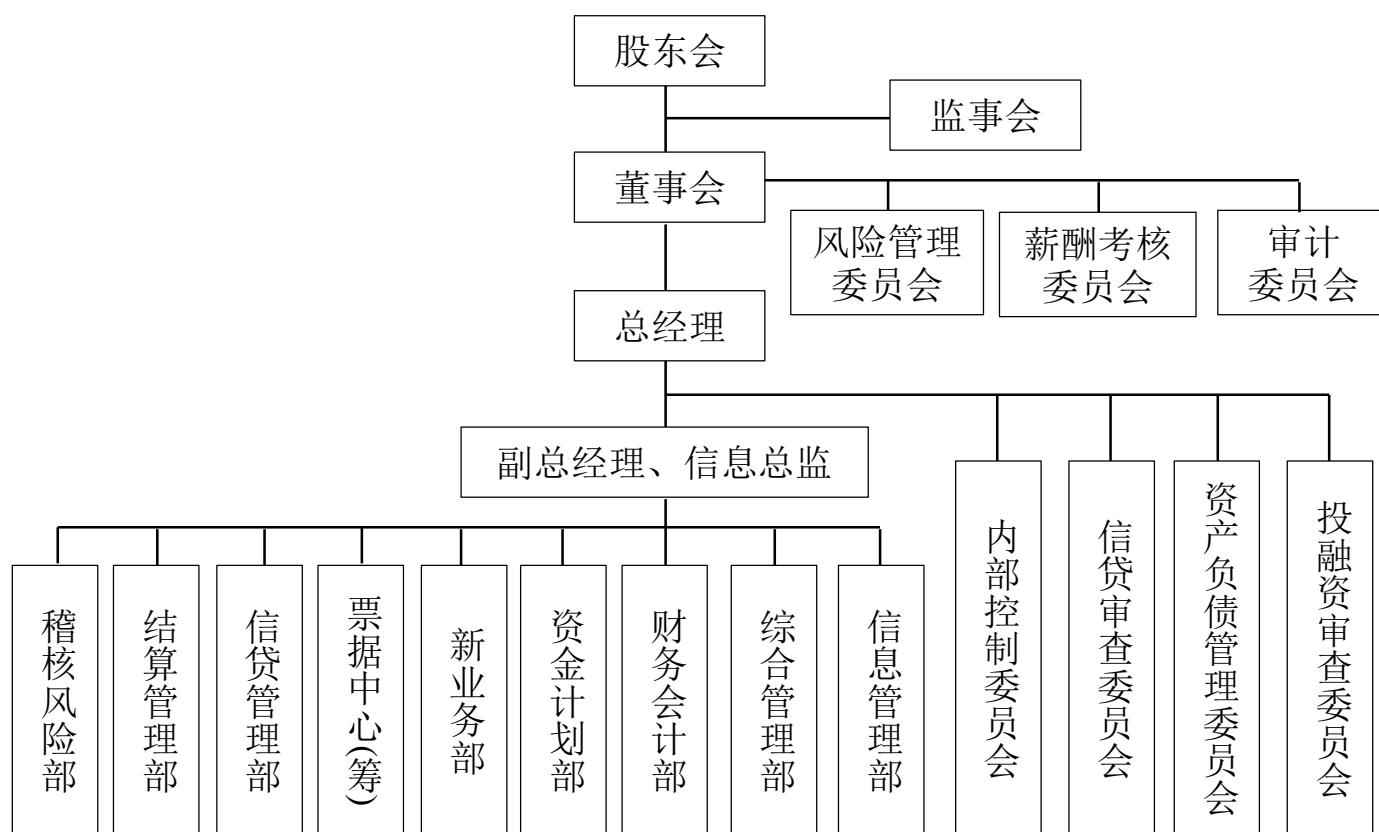 股东会
监事会
董事会
风险管理
委员会
薪酬考核
委员会
审计
委员会
总经理
副总经理、信息总监
内部控制委员会
信贷审查委员会
资产负债管理委员会
投融资审查委员会
稽核风险部
结算管理部
信贷管理部
票据中心(筹)
新业务部
资金计划部
财务会计部
综合管理部
信息管理部